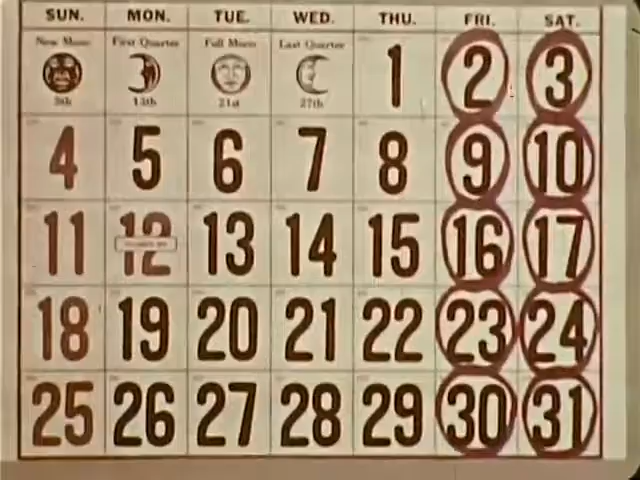 SUN. MON. TUE. WED. THU. FRI. SAT.
New Moon First Quarter Full Moon Last Quarter
5th 13th 21st 27th
1 2 3
4 5 6 7 8 9 10
11 12 13 14 15 16 17
18 19 20 21 22 23 24
25 26 27 28 29 30 31